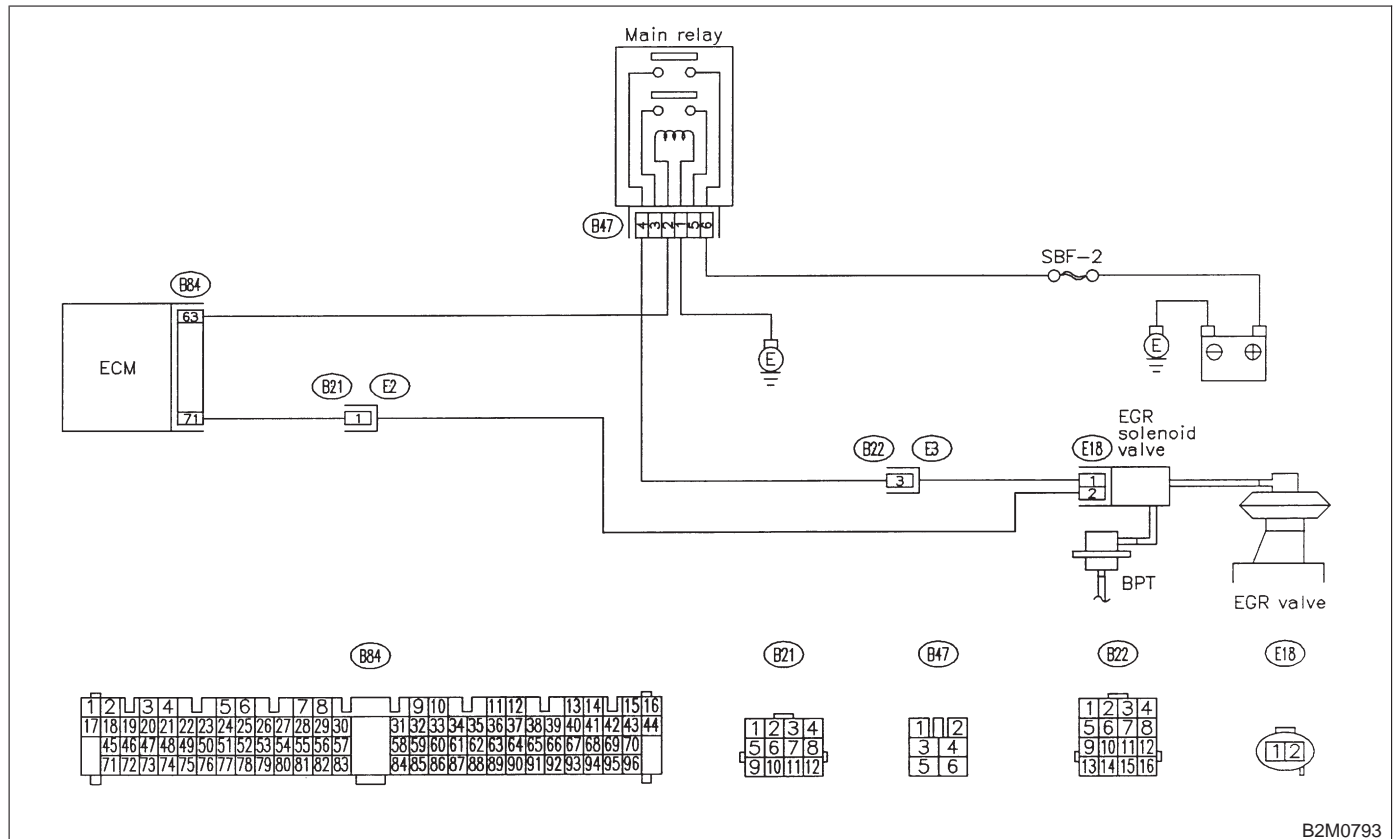 Main relay
B47
4 3 2 1 5 6
SBF-2
B84
63
E
E
⊖ ⊕
ECM
B21 E2
71 1
EGR
solenoid
valve
B22 E3 E18
3 1
2
BPT
EGR valve
B84 B21 B47 B22 E18
1 2 3 4 5 6 7 8 9 10 11 12 13 14 15 16
17 18 19 20 21 22 23 24 25 26 27 28 29 30 31 32 33 34 35 36 37 38 39 40 41 42 43 44
45 46 47 48 49 50 51 52 53 54 55 56 57 58 59 60 61 62 63 64 65 66 67 68 69 70
71 72 73 74 75 76 77 78 79 80 81 82 83 84 85 86 87 88 89 90 91 92 93 94 95 96
1 2 3 4
5 6 7 8
9 10 11 12
1 2
3 4
5 6
1 2 3 4
5 6 7 8
9 10 11 12
13 14 15 16
1 2
B2M0793